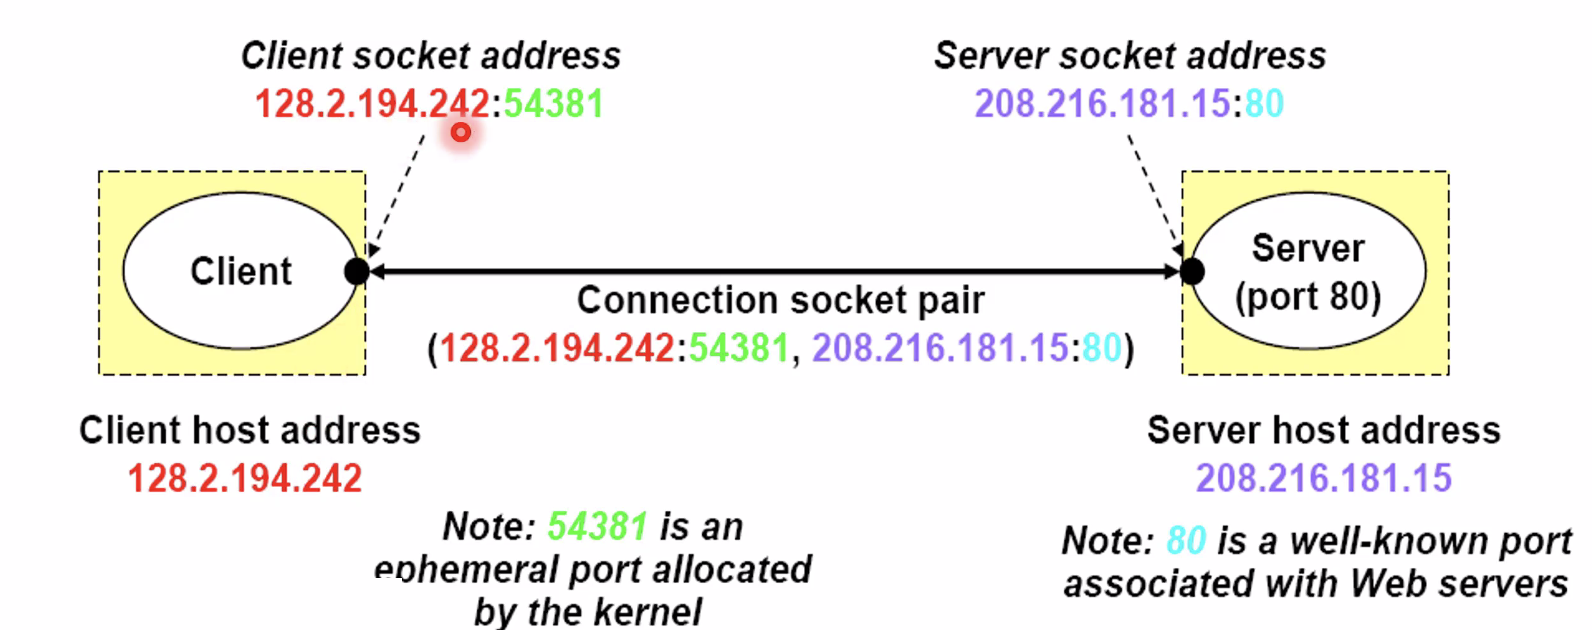 Client socket address
128.2.194.242:54381
Server socket address
208.216.181.15:80
Client
Server
(port 80)
Connection socket pair
(128.2.194.242:54381, 208.216.181.15:80)
Client host address
128.2.194.242
Server host address
208.216.181.15
Note: 54381 is an
ephemeral port allocated
by the kernel
Note: 80 is a well-known port
associated with Web servers